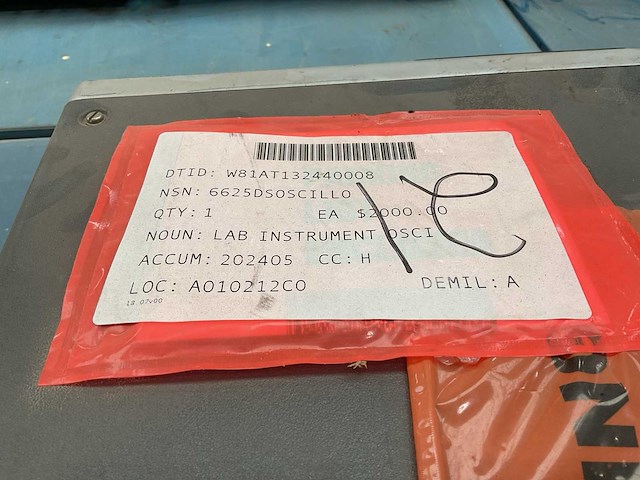 DTID: W81AT132440008
NSN: 6625DSOSCILLO
QTY: 1 EA $2000.00
NOUN: LAB INSTRUMENT OSCI
ACCUM: 202405 CC: H
LOC: A010212C0 DEMIL: A
18.07v00